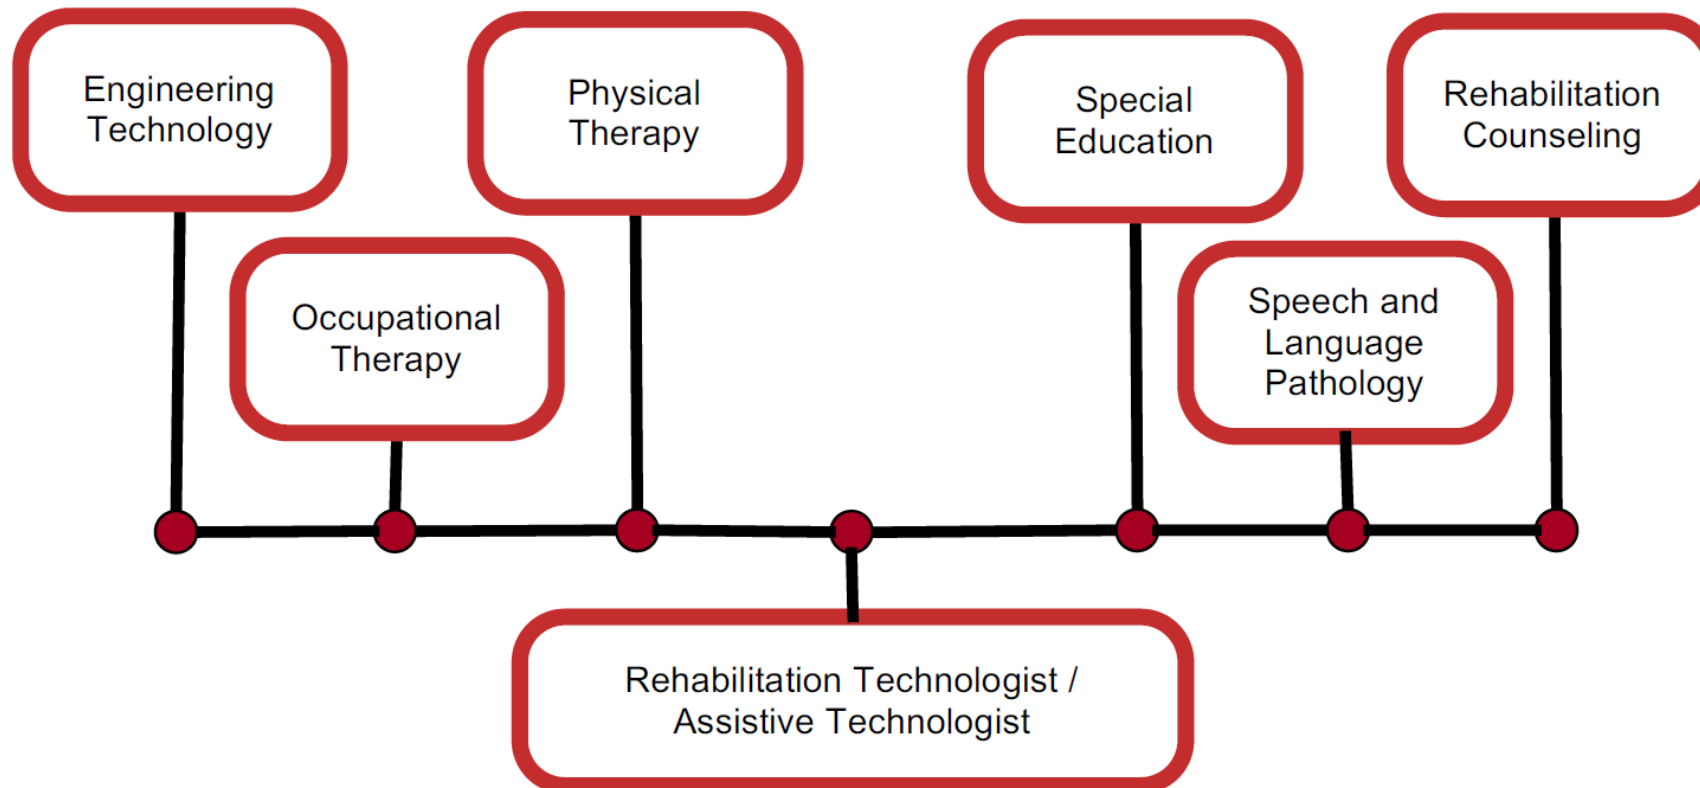 Engineering
Technology
Physical
Therapy
Special
Education
Rehabilitation
Counseling
Occupational
Therapy
Speech and
Language
Pathology
Rehabilitation Technologist /
Assistive Technologist